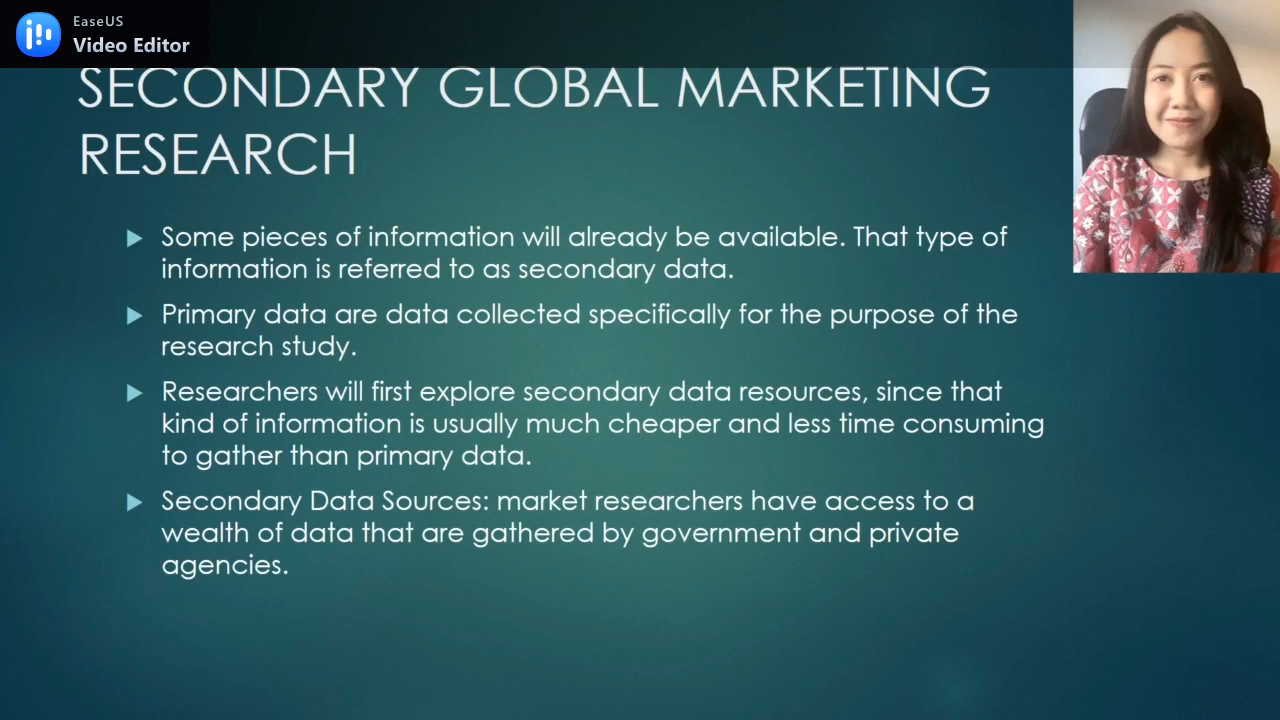 EaseUS
Video Editor
SECONDARY GLOBAL MARKETING
RESEARCH
Some pieces of information will already be available. That type of
information is referred to as secondary data.
Primary data are data collected specifically for the purpose of the
research study.
Researchers will first explore secondary data resources, since that
kind of information is usually much cheaper and less time consuming
to gather than primary data.
Secondary Data Sources: market researchers have access to a
wealth of data that are gathered by government and private
agencies.